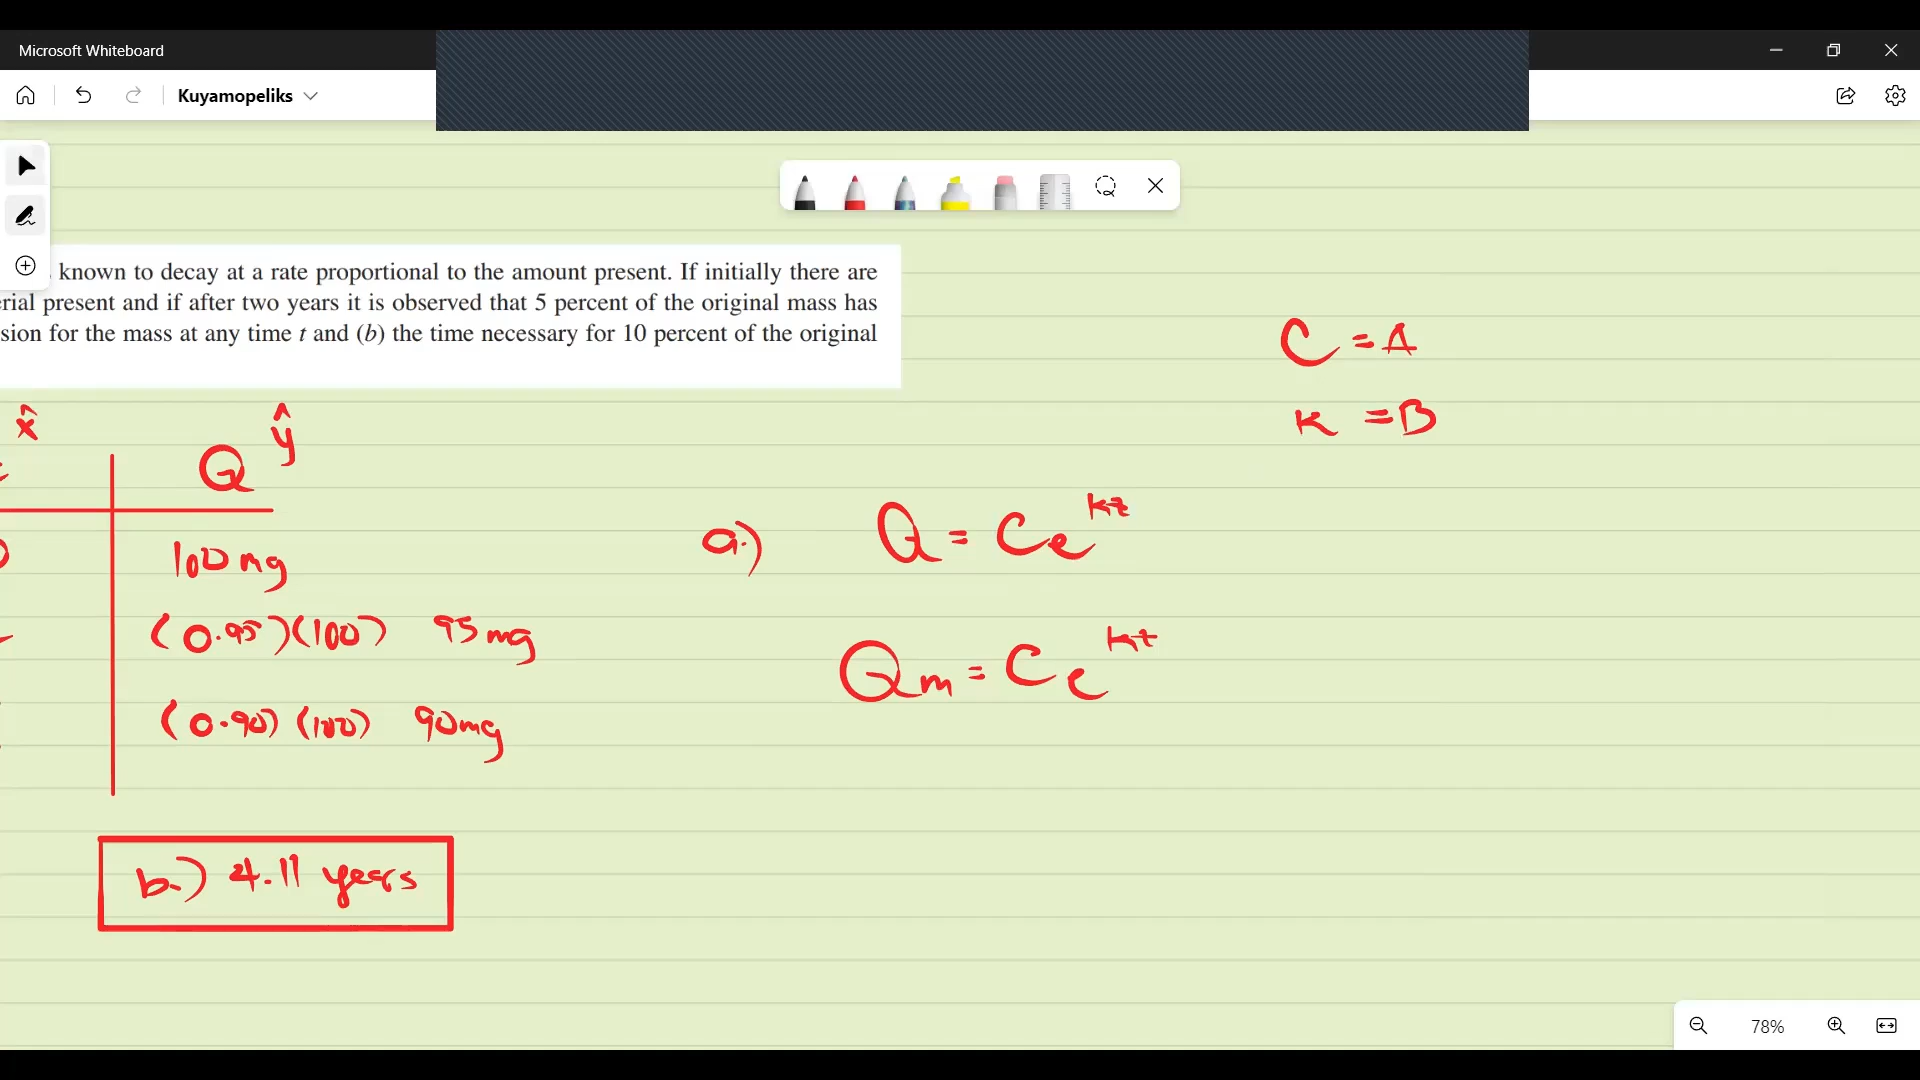 Microsoft Whiteboard
Kuyamopeliks
known to decay at a rate proportional to the amount present. If initially there are
erial present and if after two years it is observed that 5 percent of the original mass has
sion for the mass at any time t and (b) the time necessary for 10 percent of the original
C = A
K = B
x̂
ŷ
Q
a.) Q = Ce^kt
100 mg
(0.95)(100) 95 mg
Qm = Ce^kt
(0.90)(100) 90 mg
b.) 4.11 years
78%